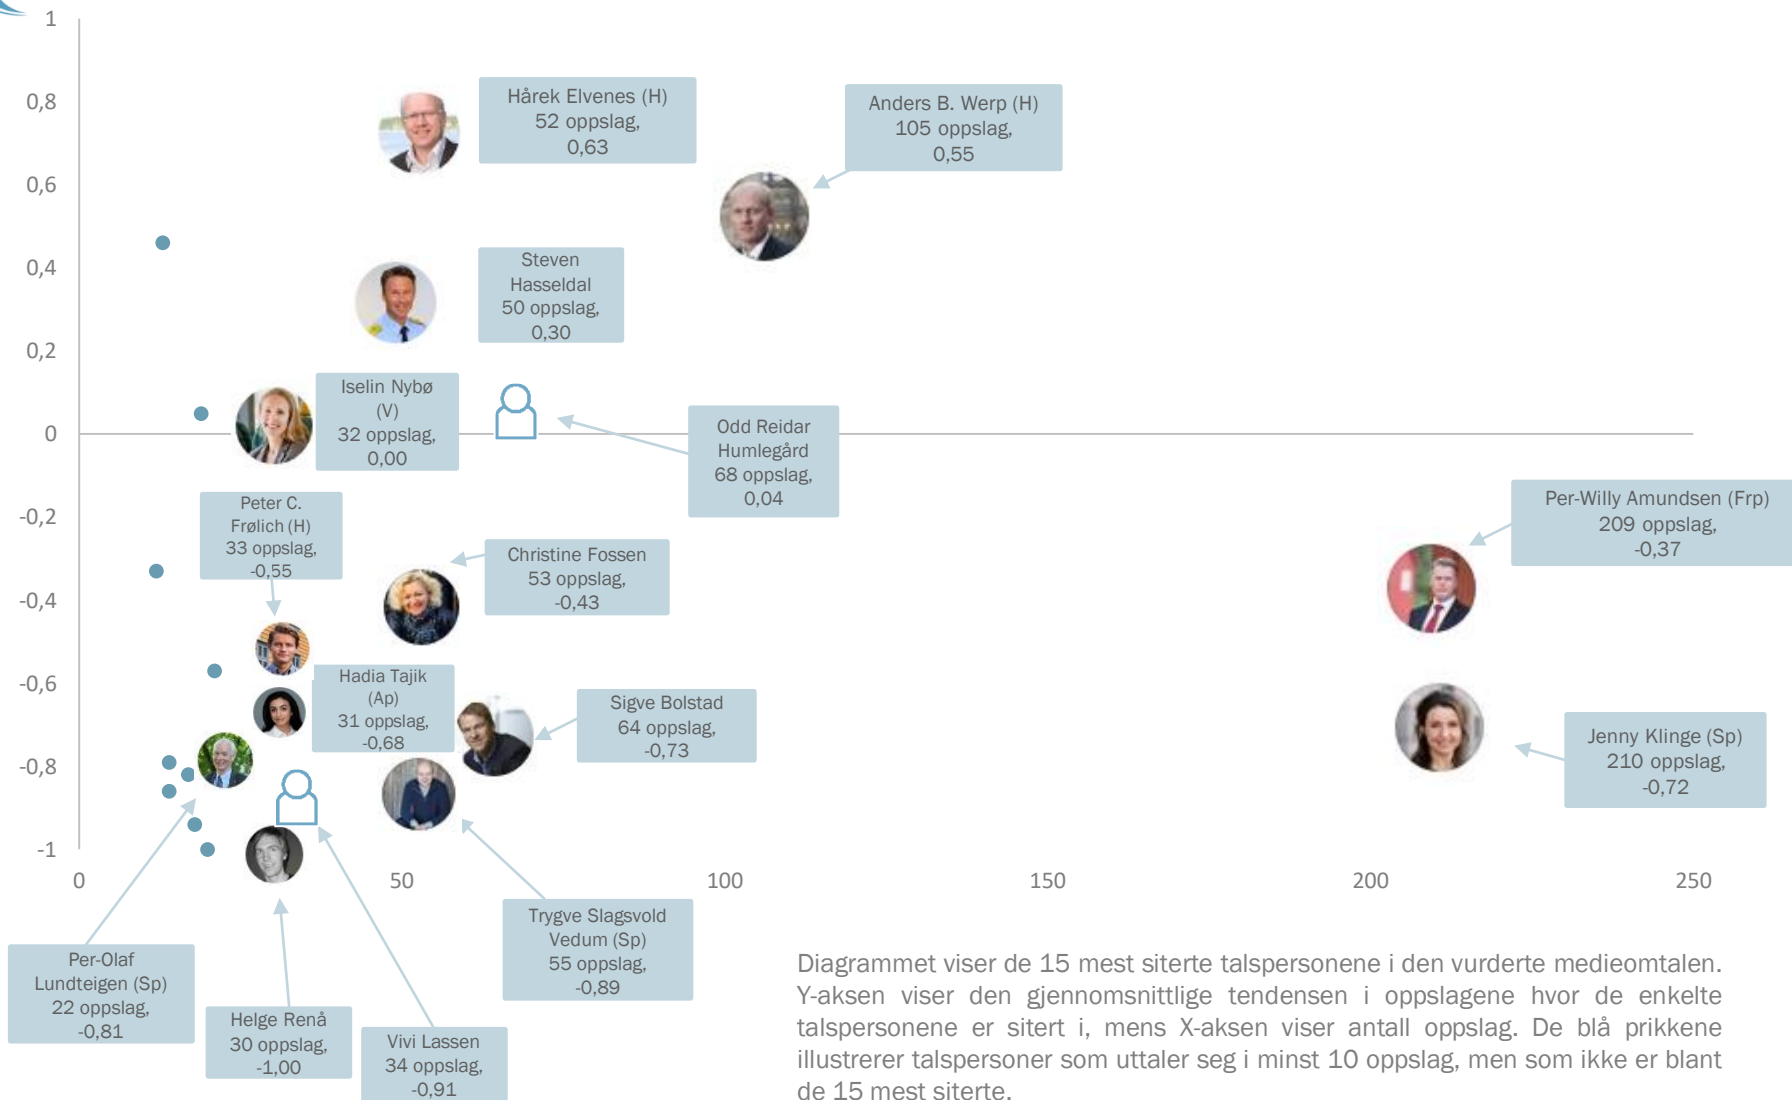 1
0,8
0,6
0,4
0,2
0
-0,2
-0,4
-0,6
-0,8
-1
0
50
100
150
200
250
Hårek Elvenes (H)
52 oppslag,
0,63
Anders B. Werp (H)
105 oppslag,
0,55
Steven
Hasseldal
50 oppslag,
0,30
Iselin Nybø
(V)
32 oppslag,
0,00
Odd Reidar
Humlegård
68 oppslag,
0,04
Peter C.
Frølich (H)
33 oppslag,
-0,55
Christine Fossen
53 oppslag,
-0,43
Per-Willy Amundsen (Frp)
209 oppslag,
-0,37
Hadia Tajik
(Ap)
31 oppslag,
-0,68
Sigve Bolstad
64 oppslag,
-0,73
Jenny Klinge (Sp)
210 oppslag,
-0,72
Trygve Slagsvold
Vedum (Sp)
55 oppslag,
-0,89
Per-Olaf
Lundteigen (Sp)
22 oppslag,
-0,81
Helge Renå
30 oppslag,
-1,00
Vivi Lassen
34 oppslag,
-0,91
Diagrammet viser de 15 mest siterte talspersonene i den vurderte medieomtalen.
Y-aksen viser den gjennomsnittlige tendensen i oppslagene hvor de enkelte
talspersonene er sitert i, mens X-aksen viser antall oppslag. De blå prikkene
illustrerer talspersoner som uttaler seg i minst 10 oppslag, men som ikke er blant
de 15 mest siterte.